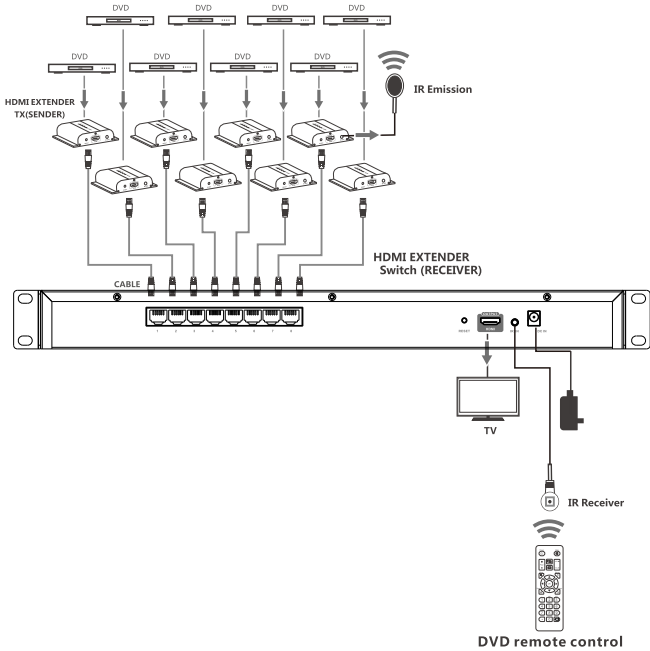 DVD DVD DVD DVD
DVD DVD DVD DVD
HDMI EXTENDER
TX(SENDER)
IR Emission
HDMI EXTENDER
Switch (RECEIVER)
CABLE
1 2 3 4 5 6 7 8
RESET
TV
IR Receiver
DVD remote control